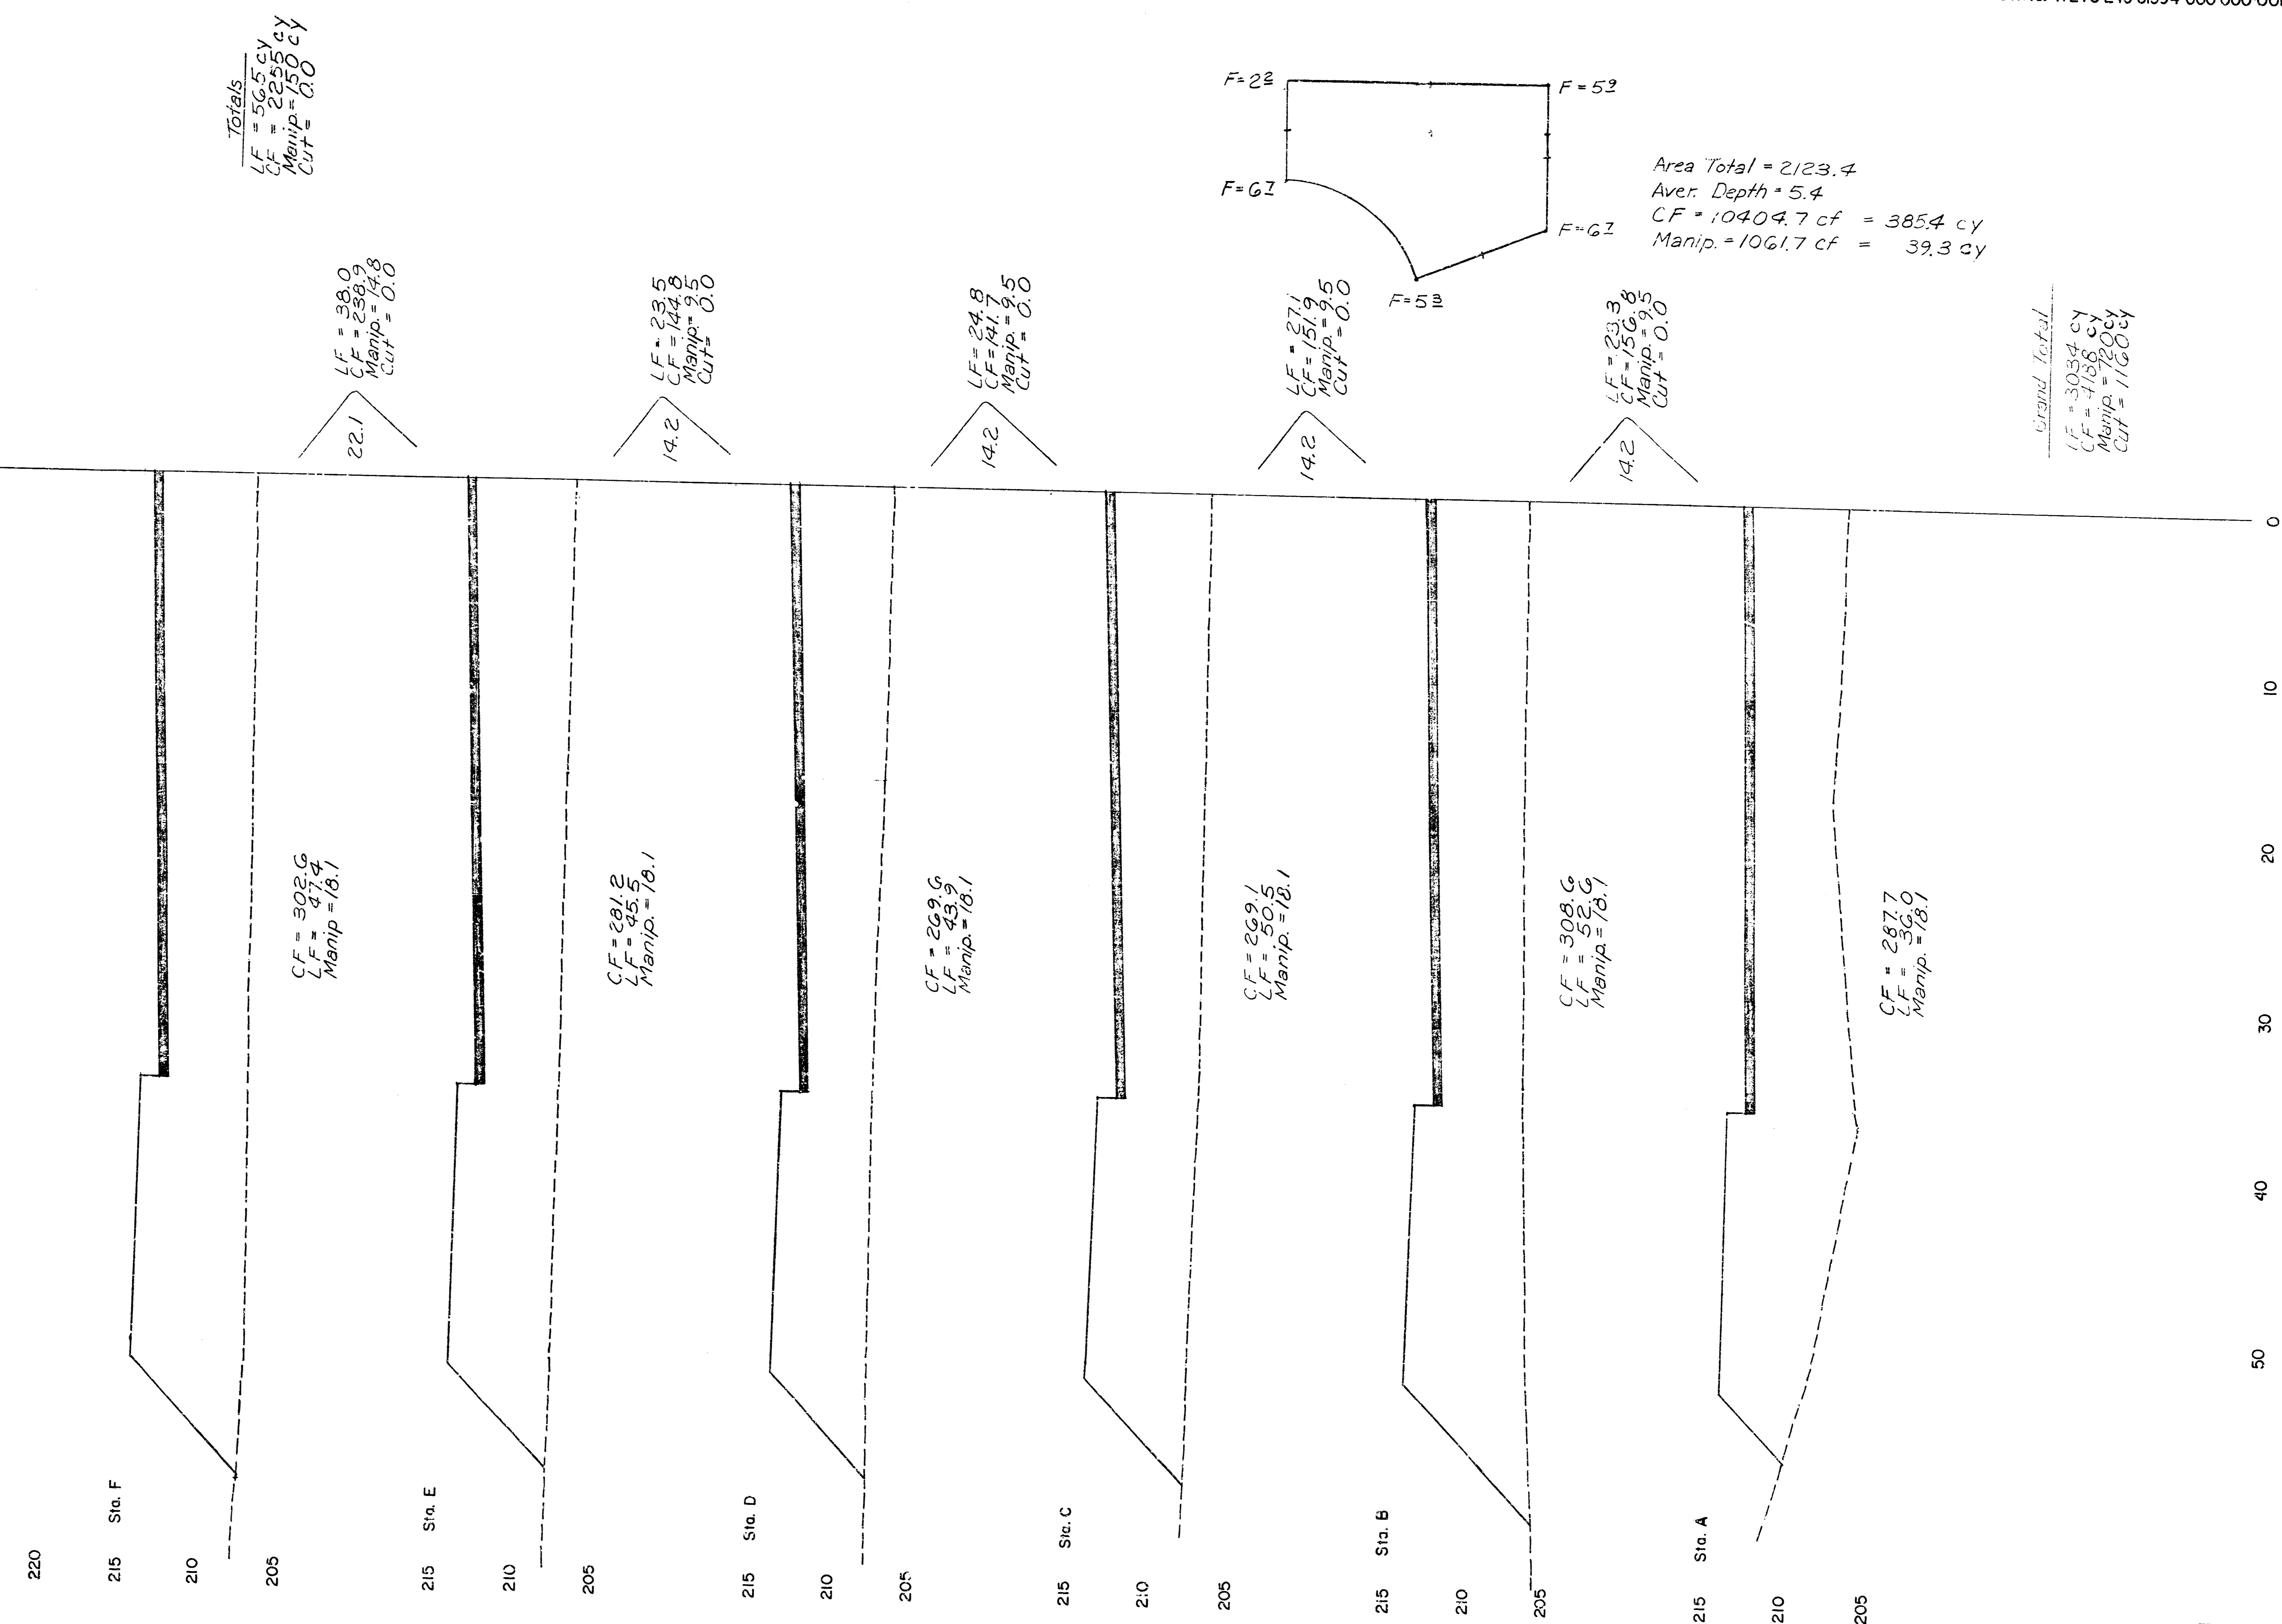 Totals
LF = 565 cy
CF = 2255 cy
Manip. = 150 cy
Cut = 0.0
F=2 2
F = 5 9
F=6 7
F=6 7
F=5 3
Area Total = 2123.4
Aver. Depth = 5.4
CF = 10404.7 cf = 385.4 cy
Manip. = 1061.7 cf = 39.3 cy
LF = 38.0
CF = 238.9
Manip. = 14.8
Cut = 0.0
22.1
LF = 23.5
CF = 144.8
Manip. = 9.5
Cut = 0.0
14.2
LF = 24.8
CF = 141.7
Manip. = 9.5
Cut = 0.0
14.2
LF = 27.1
CF = 151.9
Manip. = 9.5
Cut = 0.0
14.2
LF = 23.3
CF = 156.8
Manip. = 9.5
Cut = 0.0
14.2
Grand Total
LF = 3034 cy
CF = 4188 cy
Manip. = 720 cy
Cut = 1160 cy
CF = 302.6
LF = 47.4
Manip = 18.1
CF = 281.2
LF = 45.5
Manip. = 18.1
CF = 269.6
LF = 43.9
Manip. = 18.1
CF = 269.1
LF = 50.5
Manip. = 18.1
CF = 308.6
LF = 52.6
Manip. = 18.1
CF = 287.7
LF = 36.0
Manip. = 18.1
0
10
20
30
40
50
220
Sta. F
215
210
205
Sta. E
215
210
205
Sta. D
215
210
205
Sta. C
215
210
205
Sta. B
215
210
205
Sta. A
215
210
205